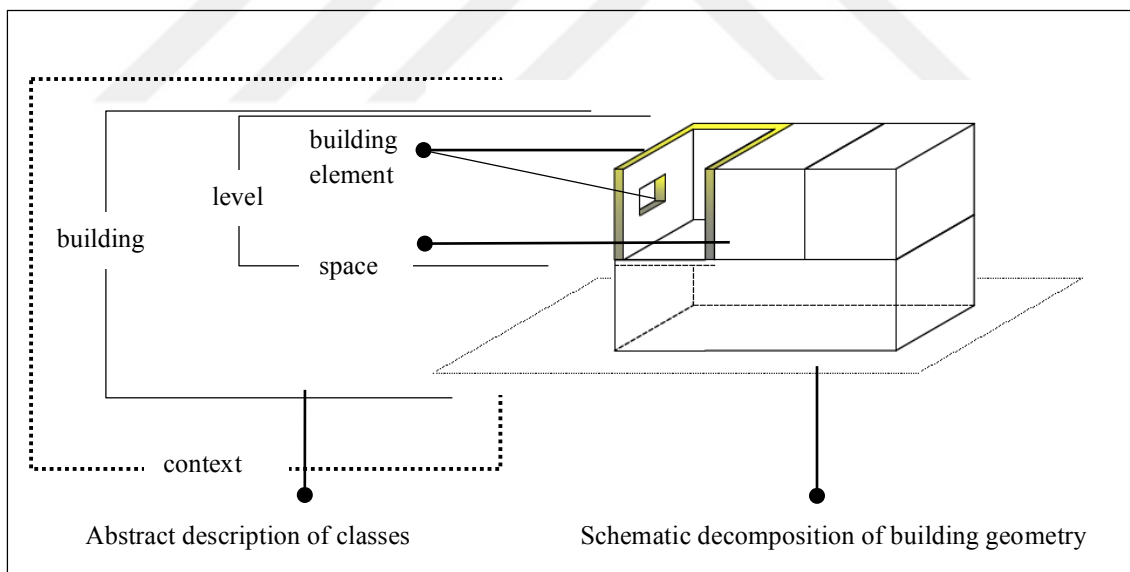 building
element
level
building
space
context
Abstract description of classes
Schematic decomposition of building geometry